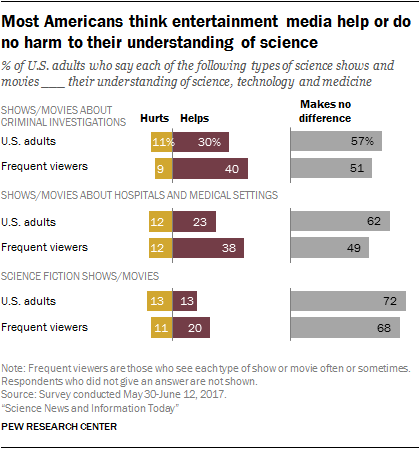 Most Americans think entertainment media help or do
no harm to their understanding of science
% of U.S. adults who say each of the following types of science shows and
movies ___ their understanding of science, technology and medicine
SHOWS/MOVIES ABOUT
CRIMINAL INVESTIGATIONS
Hurts Helps
Makes no
difference
U.S. adults 11% 30% 57%
Frequent viewers 9 40 51
SHOWS/MOVIES ABOUT HOSPITALS AND MEDICAL SETTINGS
U.S. adults 12 23 62
Frequent viewers 12 38 49
SCIENCE FICTION SHOWS/MOVIES
U.S. adults 13 13 72
Frequent viewers 11 20 68
Note: Frequent viewers are those who see each type of show or movie often or sometimes.
Respondents who did not give an answer are not shown.
Source: Survey conducted May 30-June 12, 2017.
"Science News and Information Today"
PEW RESEARCH CENTER